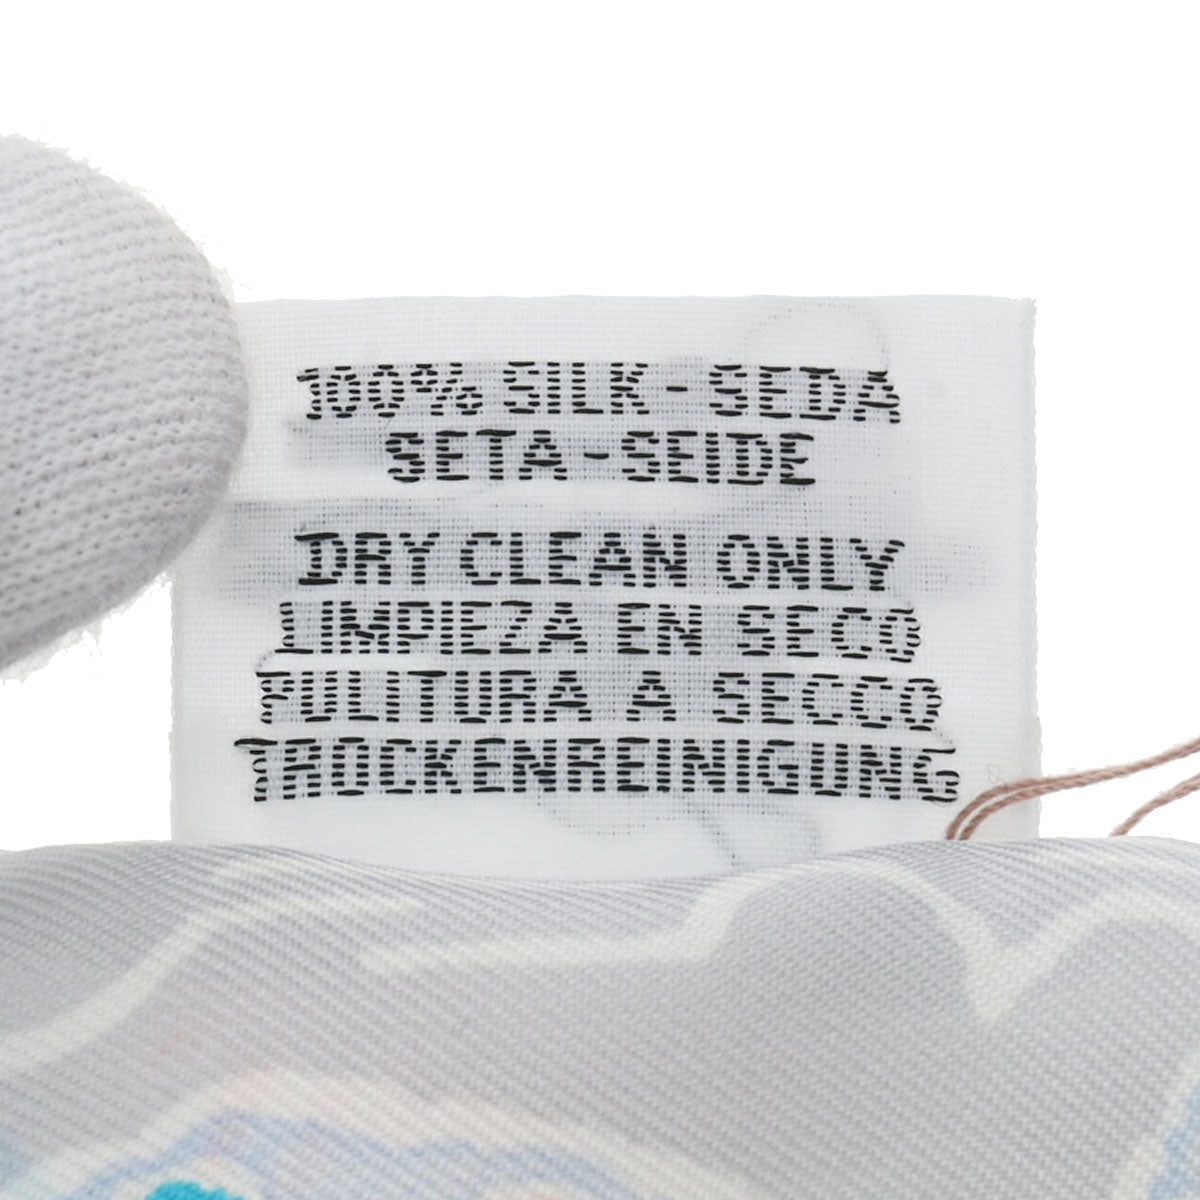 100% SILK - SEDA
SETA - SEIDE
DRY CLEAN ONLY
LIMPIEZA EN SECO
PULITURA A SECCO
TROCKENREINIGUNG